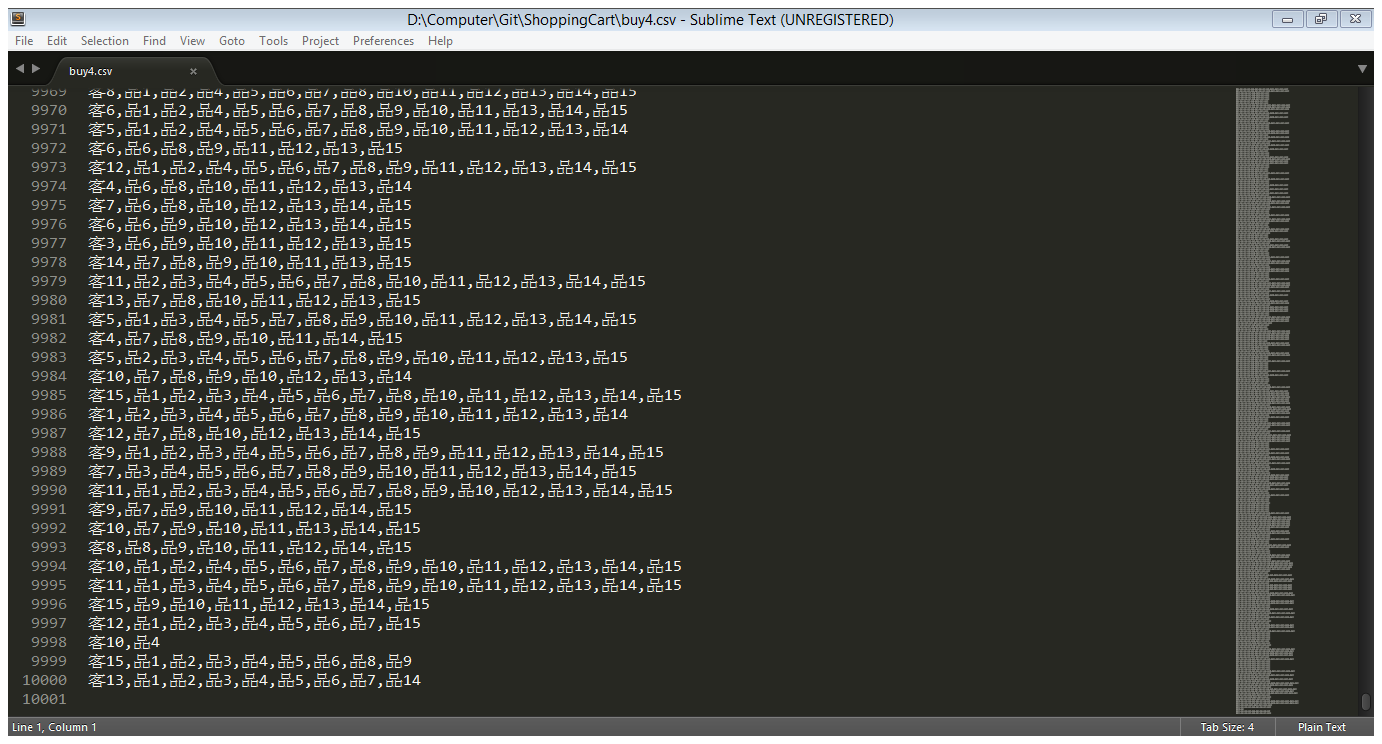 D:\Computer\Git\ShoppingCart\buy4.csv - Sublime Text (UNREGISTERED)
File Edit Selection Find View Goto Tools Project Preferences Help
buy4.csv
9969 客8,品1,品2,品4,品5,品6,品7,品8,品10,品11,品12,品13,品14,品15
9970 客6,品1,品2,品4,品5,品6,品7,品8,品9,品10,品11,品13,品14,品15
9971 客5,品1,品2,品4,品5,品6,品7,品8,品9,品10,品11,品12,品13,品14
9972 客6,品6,品8,品9,品11,品12,品13,品15
9973 客12,品1,品2,品4,品5,品6,品7,品8,品9,品11,品12,品13,品14,品15
9974 客4,品6,品8,品10,品11,品12,品13,品14
9975 客7,品6,品8,品10,品12,品13,品14,品15
9976 客6,品6,品9,品10,品12,品13,品14,品15
9977 客3,品6,品9,品10,品11,品12,品13,品15
9978 客14,品7,品8,品9,品10,品11,品13,品15
9979 客11,品2,品3,品4,品5,品6,品7,品8,品10,品11,品12,品13,品14,品15
9980 客13,品7,品8,品10,品11,品12,品13,品15
9981 客5,品1,品3,品4,品5,品7,品8,品9,品10,品11,品12,品13,品14,品15
9982 客4,品7,品8,品9,品10,品11,品14,品15
9983 客5,品2,品3,品4,品5,品6,品7,品8,品9,品10,品11,品12,品13,品15
9984 客10,品7,品8,品9,品10,品12,品13,品14
9985 客15,品1,品2,品3,品4,品5,品6,品7,品8,品10,品11,品12,品13,品14,品15
9986 客1,品2,品3,品4,品5,品6,品7,品8,品9,品10,品11,品12,品13,品14
9987 客12,品7,品8,品10,品12,品13,品14,品15
9988 客9,品1,品2,品3,品4,品5,品6,品7,品8,品9,品11,品12,品13,品14,品15
9989 客7,品3,品4,品5,品6,品7,品8,品9,品10,品11,品12,品13,品14,品15
9990 客11,品1,品2,品3,品4,品5,品6,品7,品8,品9,品10,品12,品13,品14,品15
9991 客9,品7,品9,品10,品11,品12,品14,品15
9992 客10,品7,品9,品10,品11,品13,品14,品15
9993 客8,品8,品9,品10,品11,品12,品14,品15
9994 客10,品1,品2,品4,品5,品6,品7,品8,品9,品10,品11,品12,品13,品14,品15
9995 客11,品1,品3,品4,品5,品6,品7,品8,品9,品10,品11,品12,品13,品14,品15
9996 客15,品9,品10,品11,品12,品13,品14,品15
9997 客12,品1,品2,品3,品4,品5,品6,品7,品15
9998 客10,品4
9999 客15,品1,品2,品3,品4,品5,品6,品8,品9
10000 客13,品1,品2,品3,品4,品5,品6,品7,品14
10001
Line 1, Column 1 Tab Size: 4 Plain Text